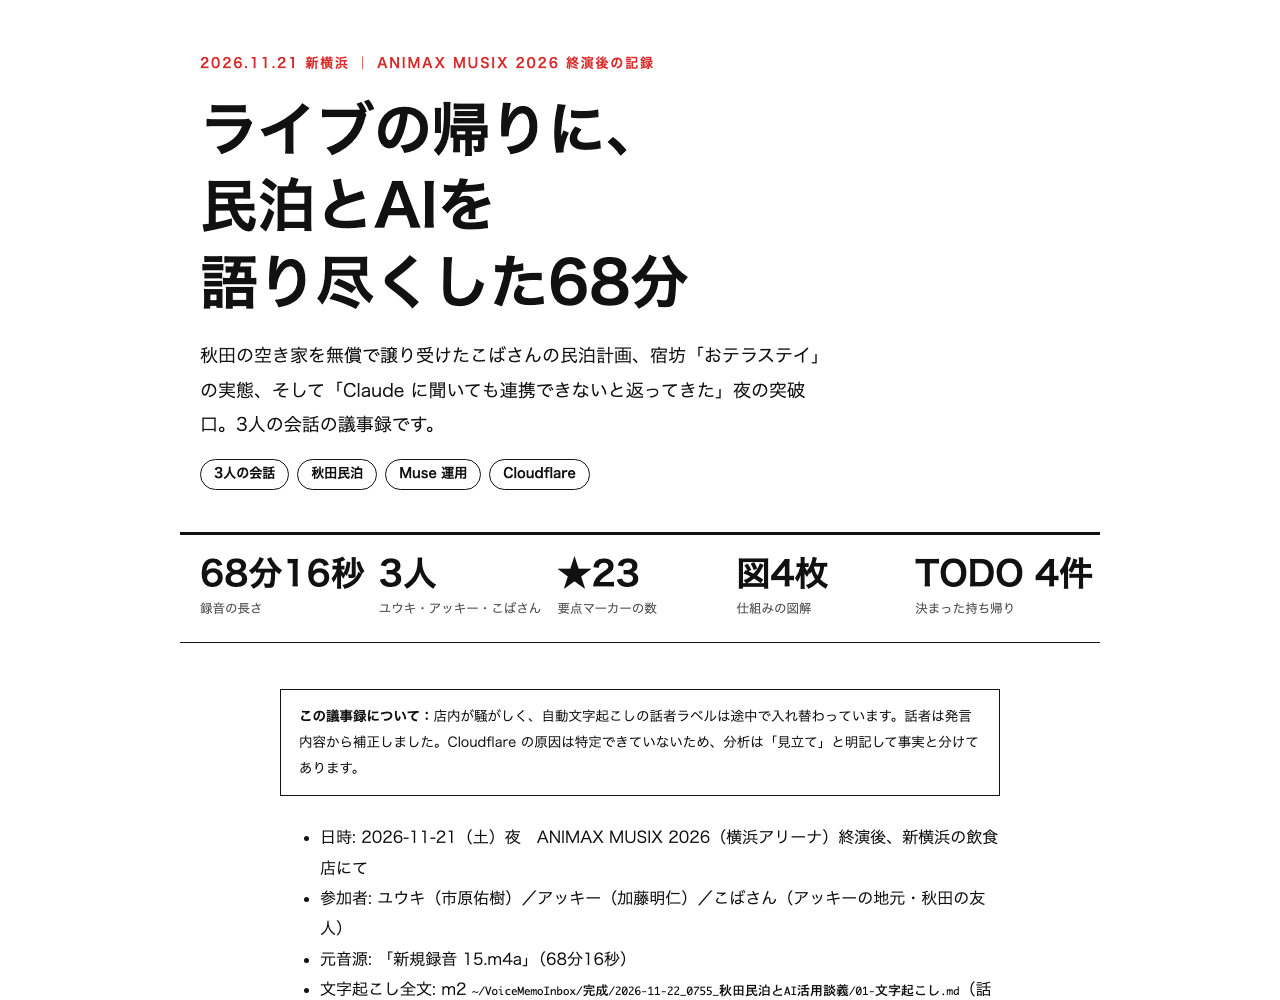 2026.11.21 新横浜 ｜ ANIMAX MUSIX 2026 終演後の記録
ライブの帰りに、
民泊とAIを
語り尽くした68分
秋田の空き家を無償で譲り受けたこばさんの民泊計画、宿坊「おテラステイ」
の実態、そして「Claude に聞いても連携できないと返ってきた」夜の突破
口。3人の会話の議事録です。
3人の会話 秋田民泊 Muse 運用 Cloudflare
68分16秒 3人 ★23 図4枚 TODO 4件
録音の長さ ユウキ・アッキー・こばさん 要点マーカーの数 仕組みの図解 決まった持ち帰り
この議事録について：店内が騒がしく、自動文字起こしの話者ラベルは途中で入れ替わっています。話者は発言
内容から補正しました。Cloudflare の原因は特定できていないため、分析は「見立て」と明記して事実と分けて
あります。
• 日時: 2026-11-21（土）夜　ANIMAX MUSIX 2026（横浜アリーナ）終演後、新横浜の飲食
店にて
• 参加者: ユウキ（市原佑樹）／アッキー（加藤明仁）／こばさん（アッキーの地元・秋田の友
人）
• 元音源: 「新規録音 15.m4a」（68分16秒）
• 文字起こし全文: m2 ~/VoiceMemoInbox/完成/2026-11-22_0755_秋田民泊とAI活用談義/01-文字起こし.md（話